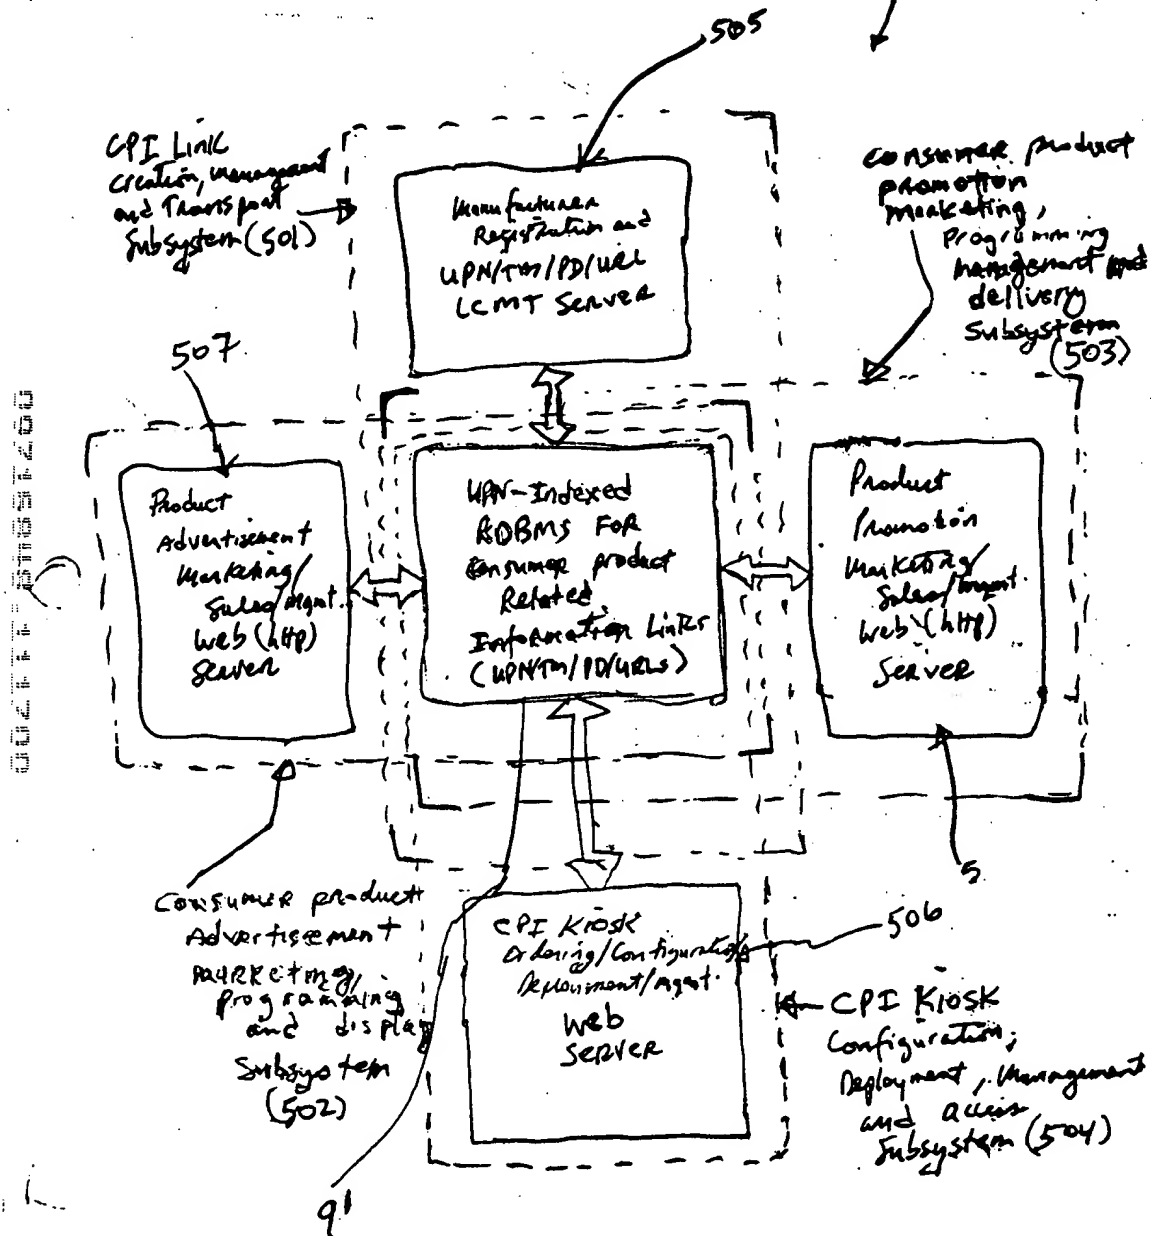 505
CPI Link
Creation, Management
and Transport
Subsystem (501)
Manufacturer
Registration and
UPN/TM/PD/URL
LCMT Server
Consumer product
promotion
marketing,
Programming
management and
delivery
Subsystem
(503)
507
Product
Advertisement
Marketing/
Sales/Mgmt.
Web (http)
Server
UPN-Indexed
RDBMS FOR
Consumer product
Related
Information Links
(UPN/TM/PD/URLs)
Product
Promotion
Marketing/
Sales/Mgmt.
Web (http)
Server
5
Consumer product
Advertisement
Marketing,
programming
and display
Subsystem
(502)
CPI Kiosk
Ordering/Configuration/
Deployment/Mgmt.
Web
Server
506
CPI Kiosk
Configuration,
Deployment, Management
and access
Subsystem (504)
91